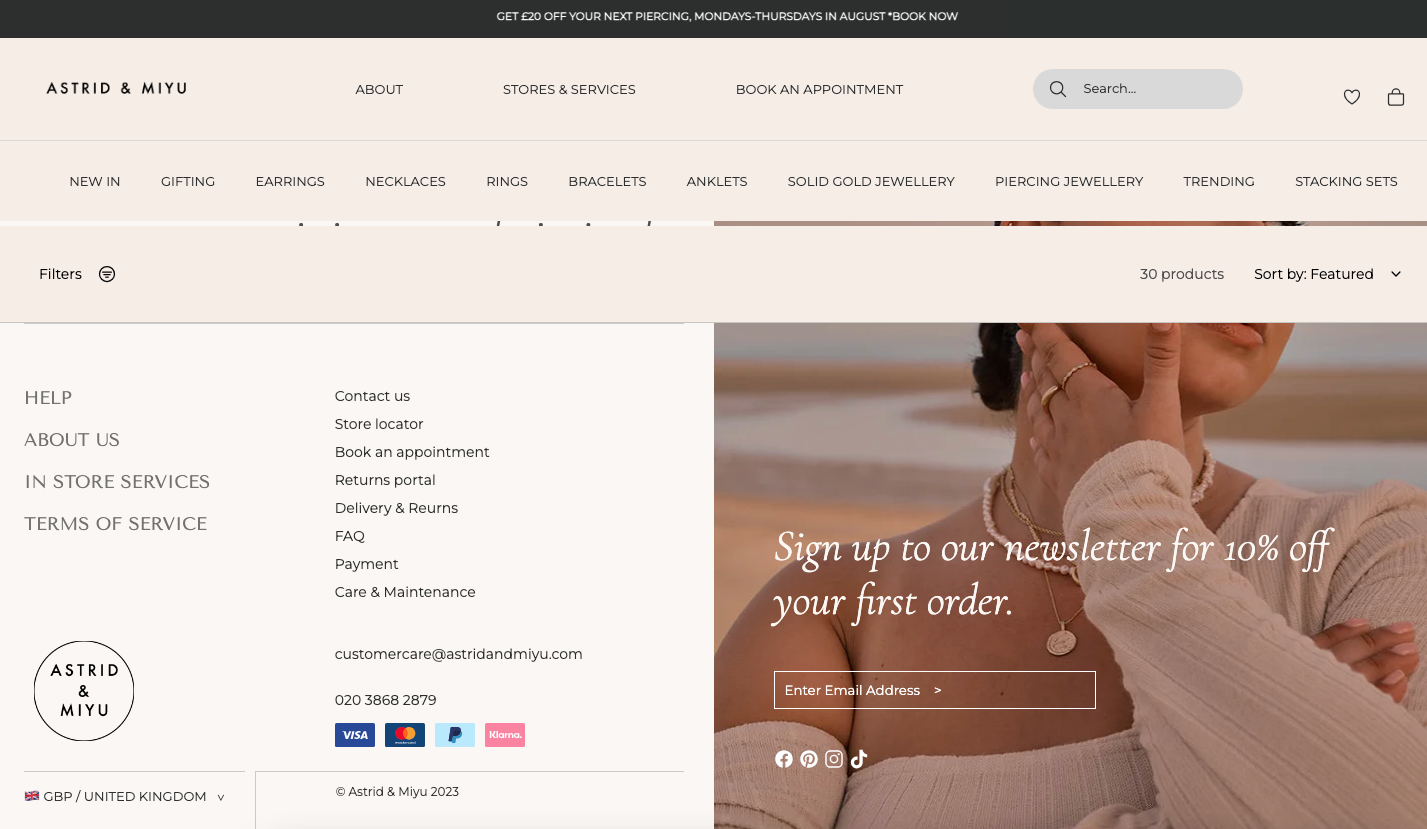 GET £20 OFF YOUR NEXT PIERCING, MONDAYS-THURSDAYS IN AUGUST *BOOK NOW
ASTRID & MIYU
ABOUT
STORES & SERVICES
BOOK AN APPOINTMENT
Search...
NEW IN
GIFTING
EARRINGS
NECKLACES
RINGS
BRACELETS
ANKLETS
SOLID GOLD JEWELLERY
PIERCING JEWELLERY
TRENDING
STACKING SETS
Filters
30 products
Sort by: Featured
HELP
ABOUT US
IN STORE SERVICES
TERMS OF SERVICE
Contact us
Store locator
Book an appointment
Returns portal
Delivery & Reurns
FAQ
Payment
Care & Maintenance
customercare@astridandmiyu.com
020 3868 2879
VISA
mastercard
Klarna.
ASTRID
&
MIYU
GBP / UNITED KINGDOM v
© Astrid & Miyu 2023
Sign up to our newsletter for 10% off
your first order.
Enter Email Address >